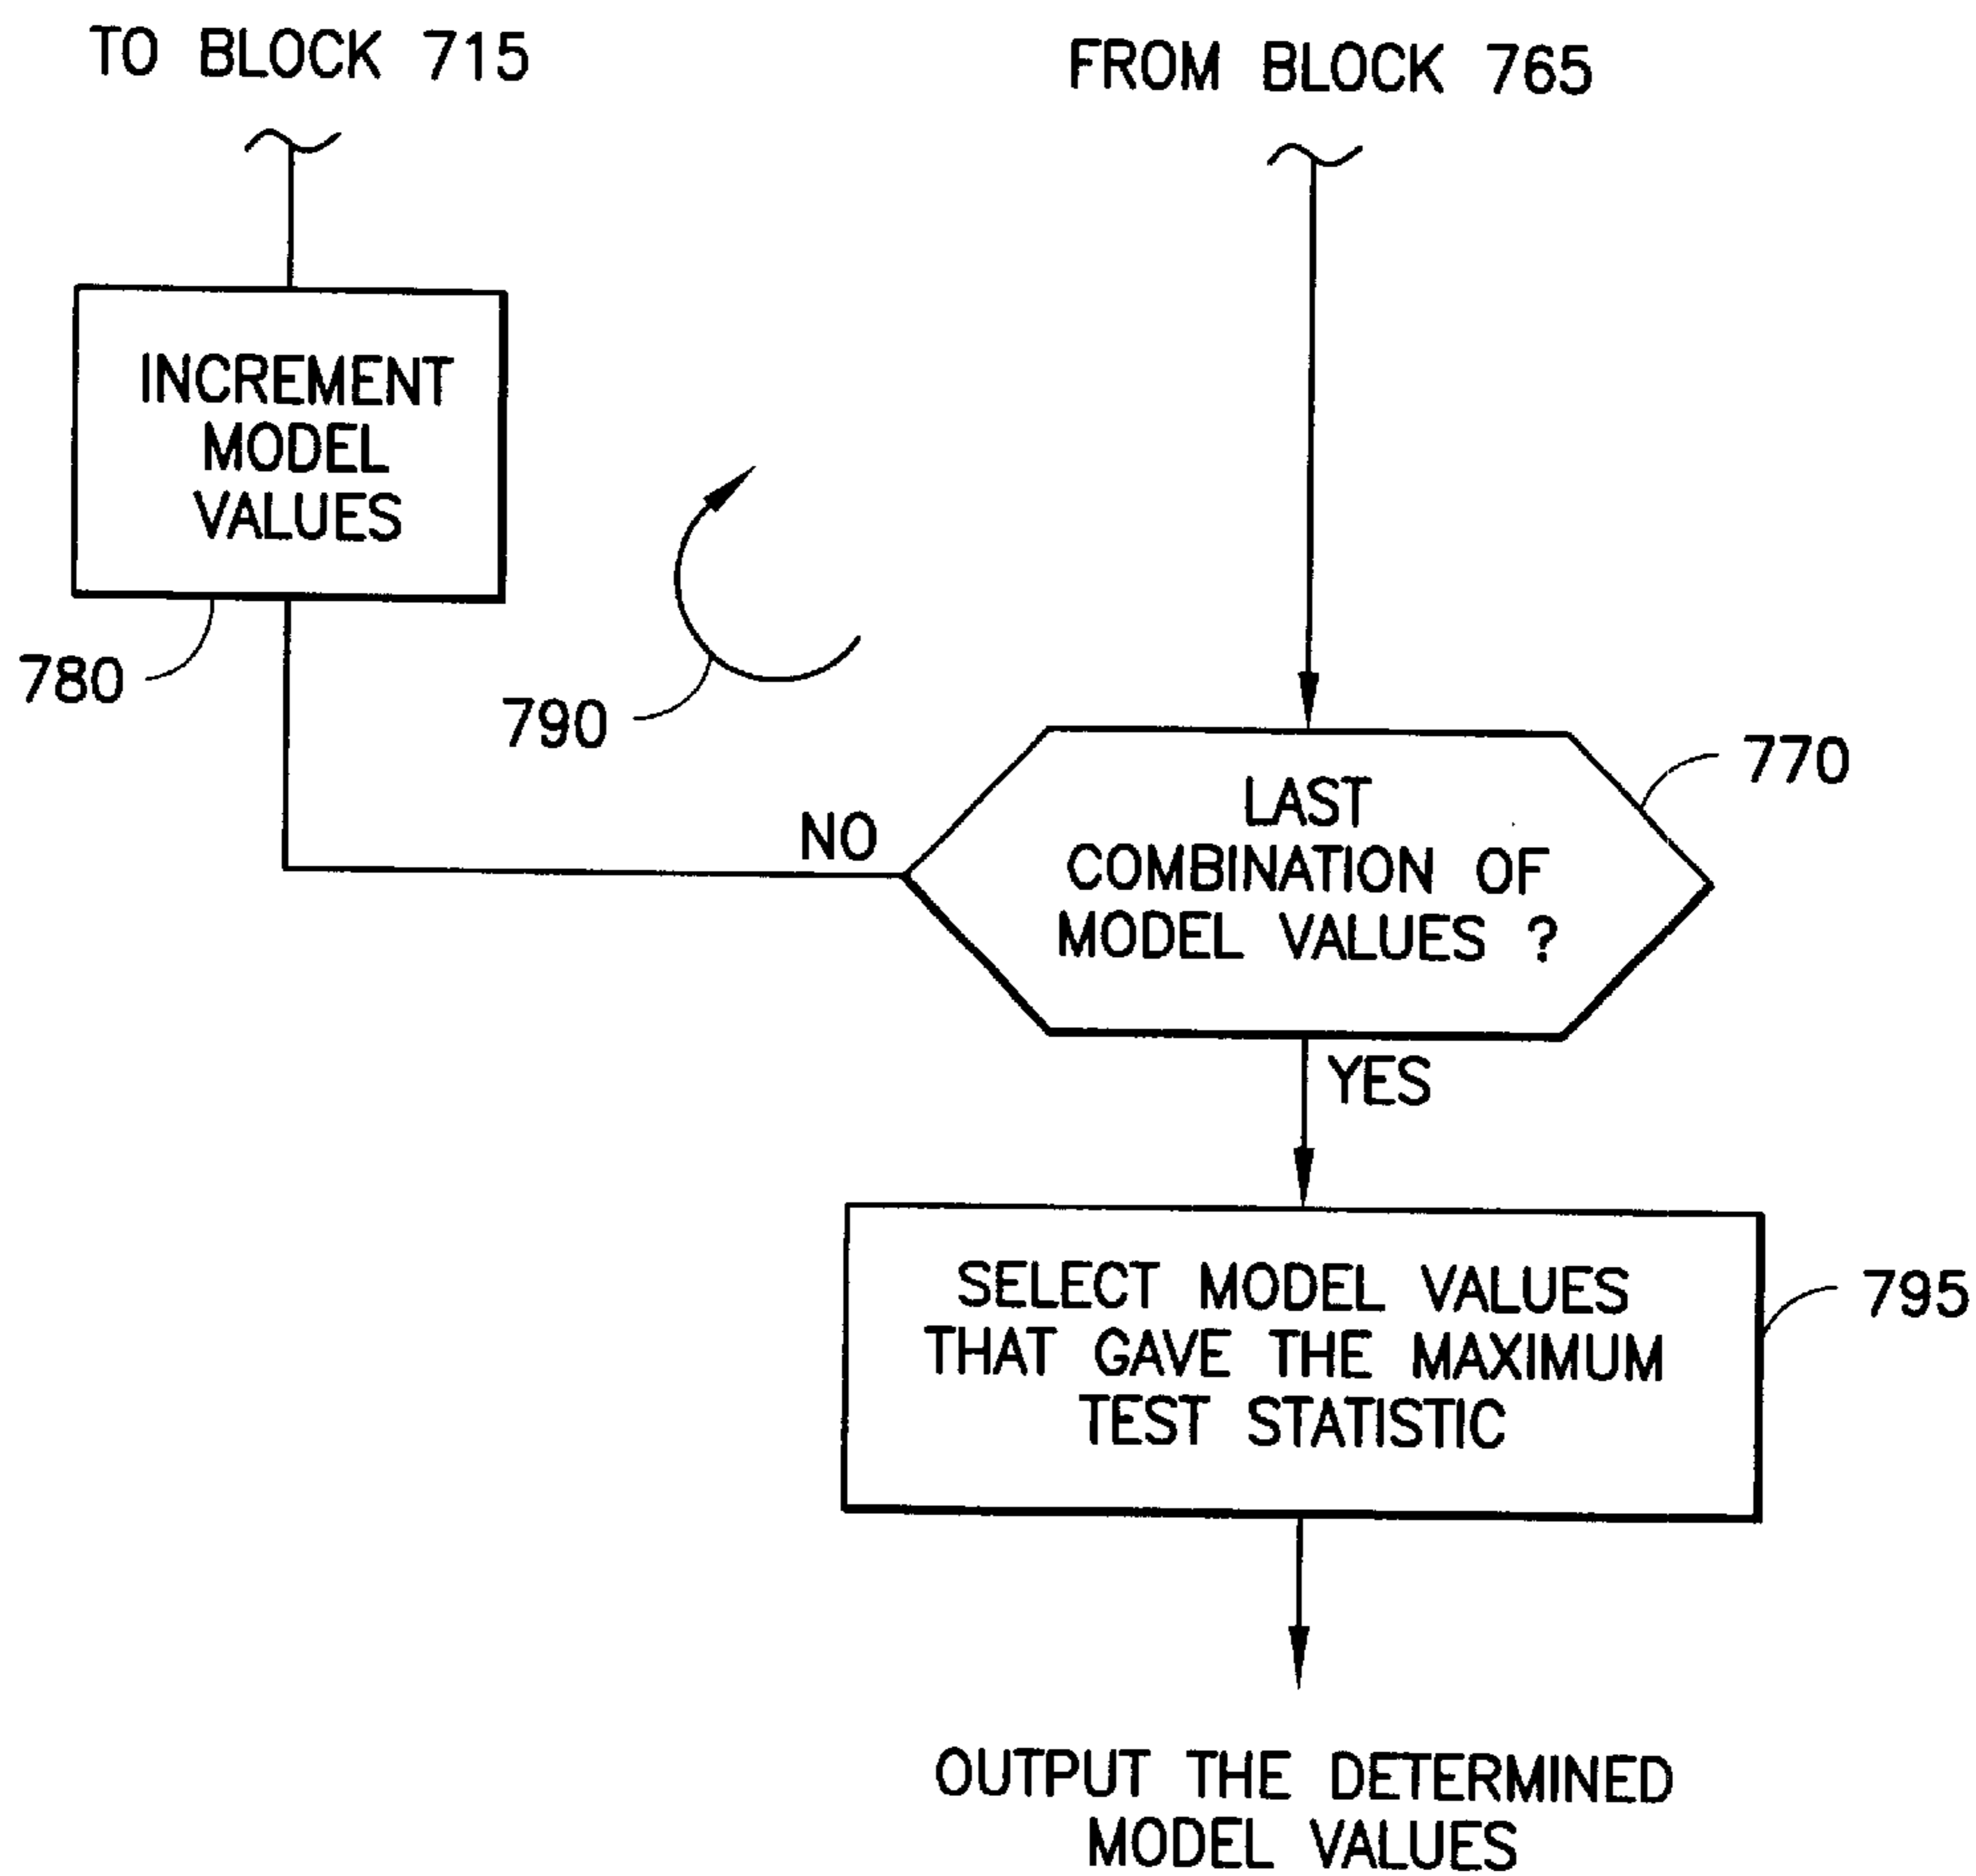 TO BLOCK 715
FROM BLOCK 765
INCREMENT
MODEL
VALUES
780
790
NO
770
LAST
COMBINATION OF
MODEL VALUES ?
YES
SELECT MODEL VALUES
THAT GAVE THE MAXIMUM
TEST STATISTIC
795
OUTPUT THE DETERMINED
MODEL VALUES